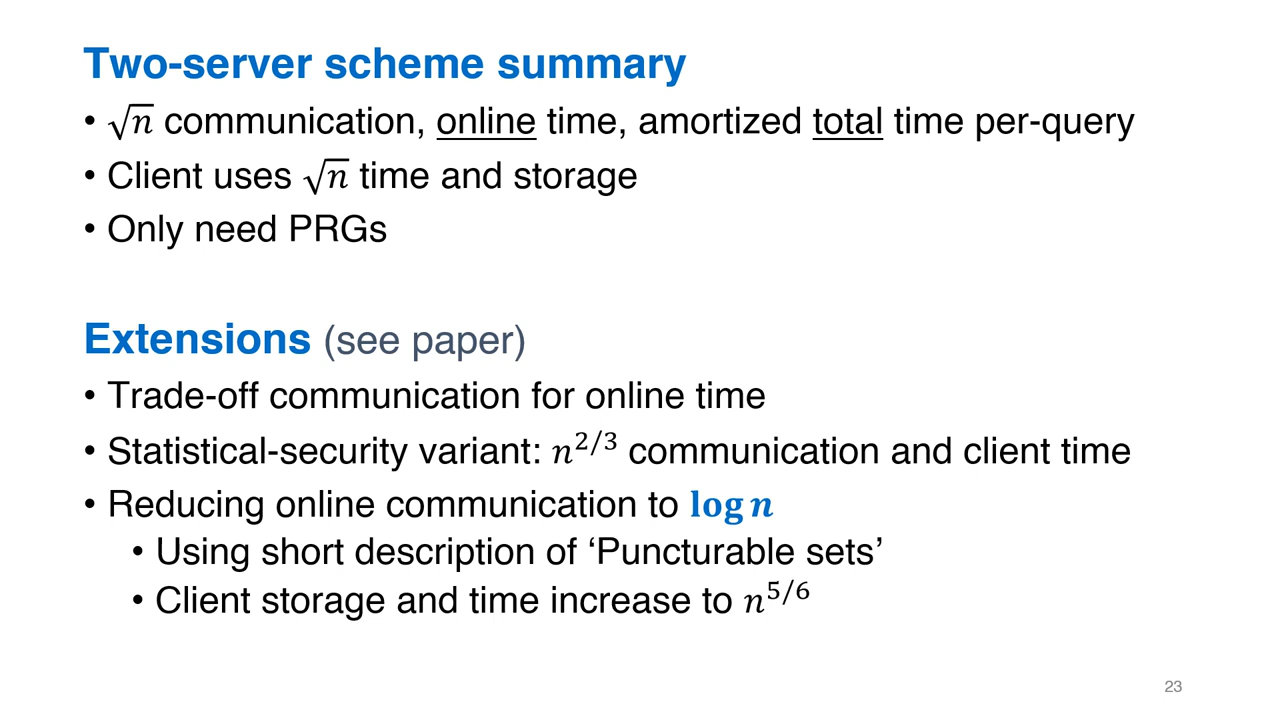 Two-server scheme summary
• √n communication, online time, amortized total time per-query
• Client uses √n time and storage
• Only need PRGs
Extensions (see paper)
• Trade-off communication for online time
• Statistical-security variant: n^{2/3} communication and client time
• Reducing online communication to log n
• Using short description of ‘Puncturable sets’
• Client storage and time increase to n^{5/6}
23